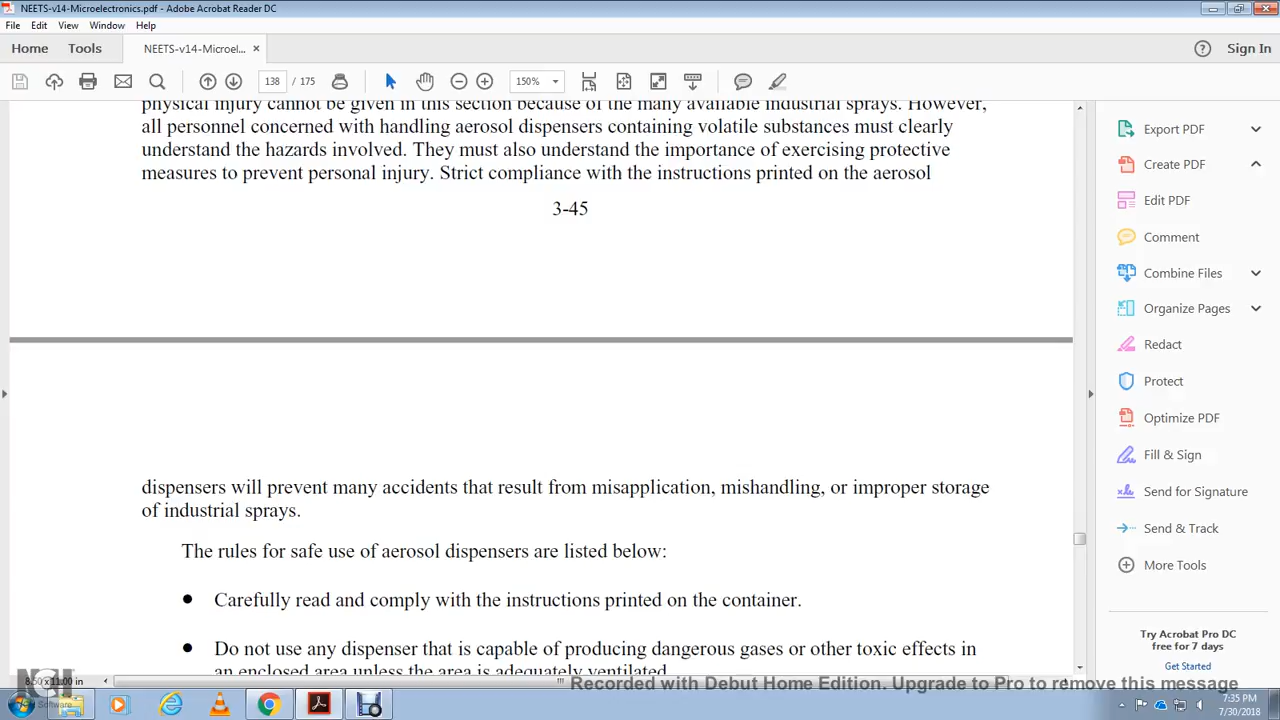 NEETS-v14-Microelectronics.pdf - Adobe Acrobat Reader DC
File Edit View Window Help
Home Tools NEETS-v14-Microel... × Sign In
138 / 175 150%
physical injury cannot be given in this section because of the many available industrial sprays. However,
all personnel concerned with handling aerosol dispensers containing volatile substances must clearly
understand the hazards involved. They must also understand the importance of exercising protective
measures to prevent personal injury. Strict compliance with the instructions printed on the aerosol
3-45
dispensers will prevent many accidents that result from misapplication, mishandling, or improper storage
of industrial sprays.
The rules for safe use of aerosol dispensers are listed below:
● Carefully read and comply with the instructions printed on the container.
● Do not use any dispenser that is capable of producing dangerous gases or other toxic effects in
an enclosed area unless the area is adequately ventilated.
Export PDF
Create PDF
Edit PDF
Comment
Combine Files
Organize Pages
Redact
Protect
Optimize PDF
Fill & Sign
Send for Signature
Send & Track
More Tools
Try Acrobat Pro DC
free for 7 days
Get Started
8.50 x 11.00 in
Recorded with Debut Home Edition. Upgrade to Pro to remove this message
Software
7:35 PM
7/30/2018